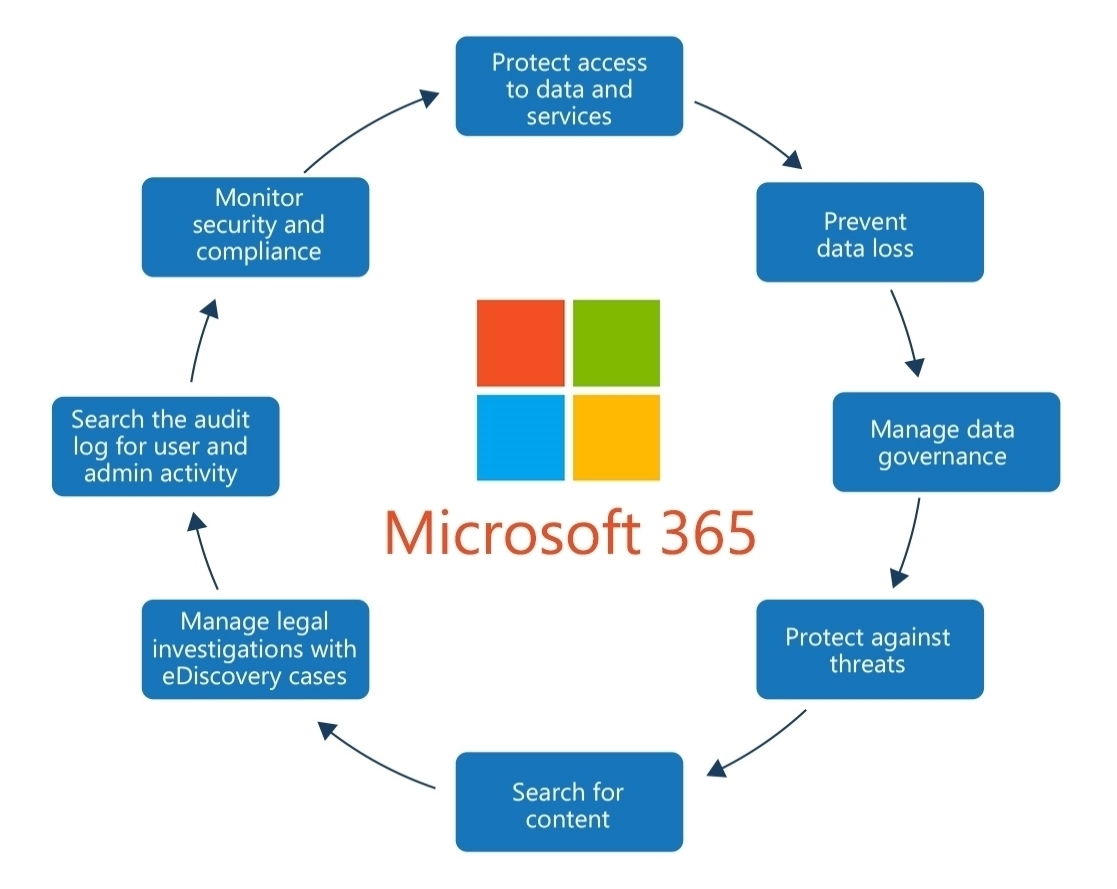 Protect access
to data and
services
Prevent
data loss
Manage data
governance
Protect against
threats
Search for
content
Manage legal
investigations with
eDiscovery cases
Search the audit
log for user and
admin activity
Monitor
security and
compliance
Microsoft 365